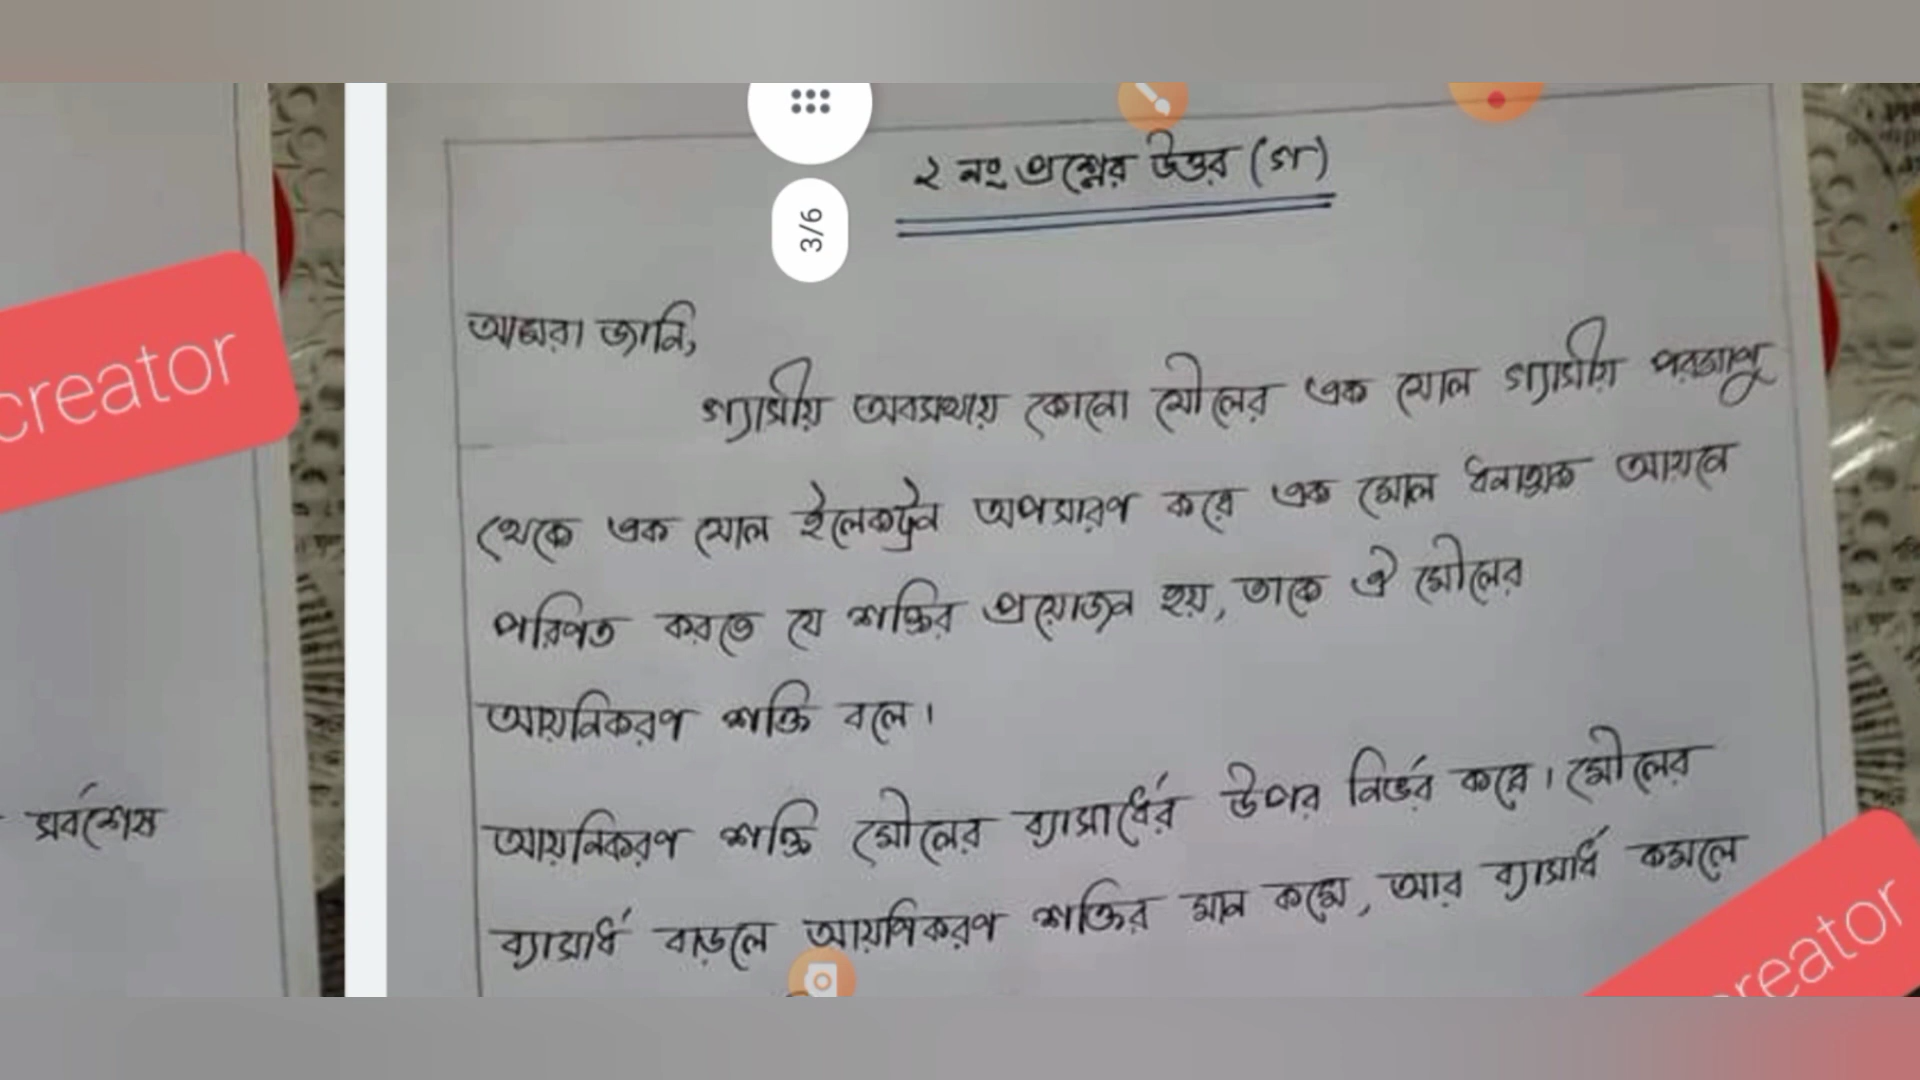 creator
সর্বশেষ
3/6
২ নং প্রশ্নের উত্তর (গ)
আমরা জানি,
গ্যাসীয় অবসথায় কোনো মৌলের এক মোল গ্যাসীয় পরমাণু
থেকে এক মোল ইলেকট্রন অপসারণ করে এক মোল ধনাত্মক আয়নে
পরিণত করতে যে শক্তির প্রয়োজন হয়, তাকে ঐ মৌলের
আয়নিকরণ শক্তি বলে।
আয়নিকরণ শক্তি মৌলের ব্যাসার্ধের উপর নির্ভর করে। মৌলের
ব্যাসার্ধ বাড়লে আয়ণিকরণ শক্তির মান কমে, আর ব্যাসার্ধ কমলে
reator